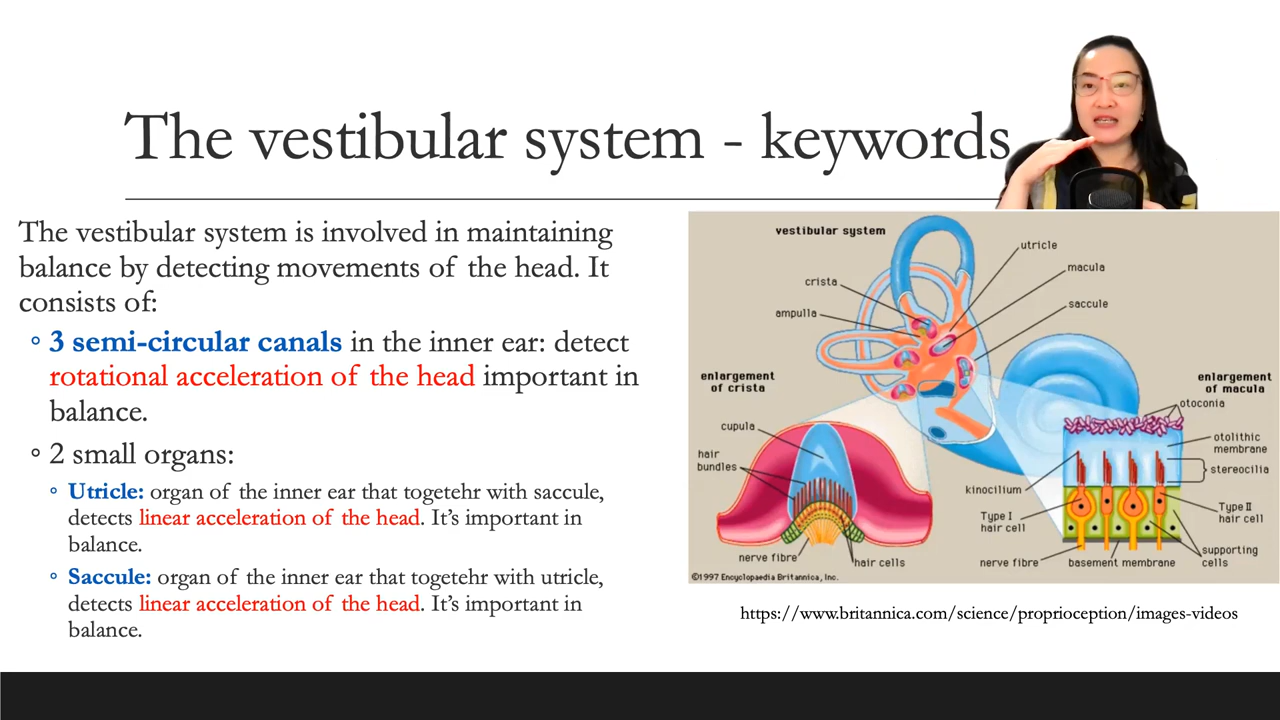 The vestibular system - keywords
The vestibular system is involved in maintaining
balance by detecting movements of the head. It
consists of:
3 semi-circular canals in the inner ear: detect
rotational acceleration of the head important in
balance.
2 small organs:
Utricle: organ of the inner ear that togetehr with saccule,
detects linear acceleration of the head. It's important in
balance.
Saccule: organ of the inner ear that togetehr with utricle,
detects linear acceleration of the head. It's important in
balance.
vestibular system
utricle
macula
crista
saccule
ampulla
enlargement
of crista
enlargement
of macula
otoconia
cupula
otolithic
membrane
hair
bundles
stereocilia
kinocilium
Type I
hair cell
Type II
hair cell
nerve fibre
hair cells
nerve fibre
basement membrane
supporting
cells
©1997 Encyclopaedia Britannica, Inc.
https://www.britannica.com/science/proprioception/images-videos